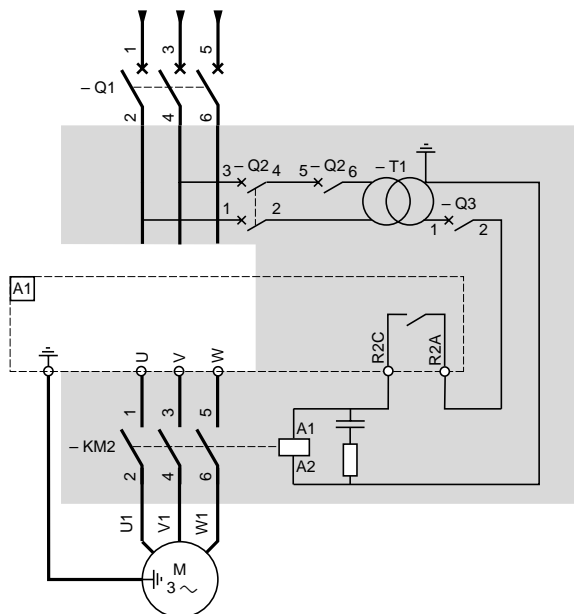 1 3 5
– Q1
2 4 6
3 – Q2 4 5 – Q2 6 – T1
1 2 1 – Q3 2
A1
R2C R2A
U V W
1 3 5
A1
– KM2
A2
2 4 6
U1 V1 W1
M
3 ~